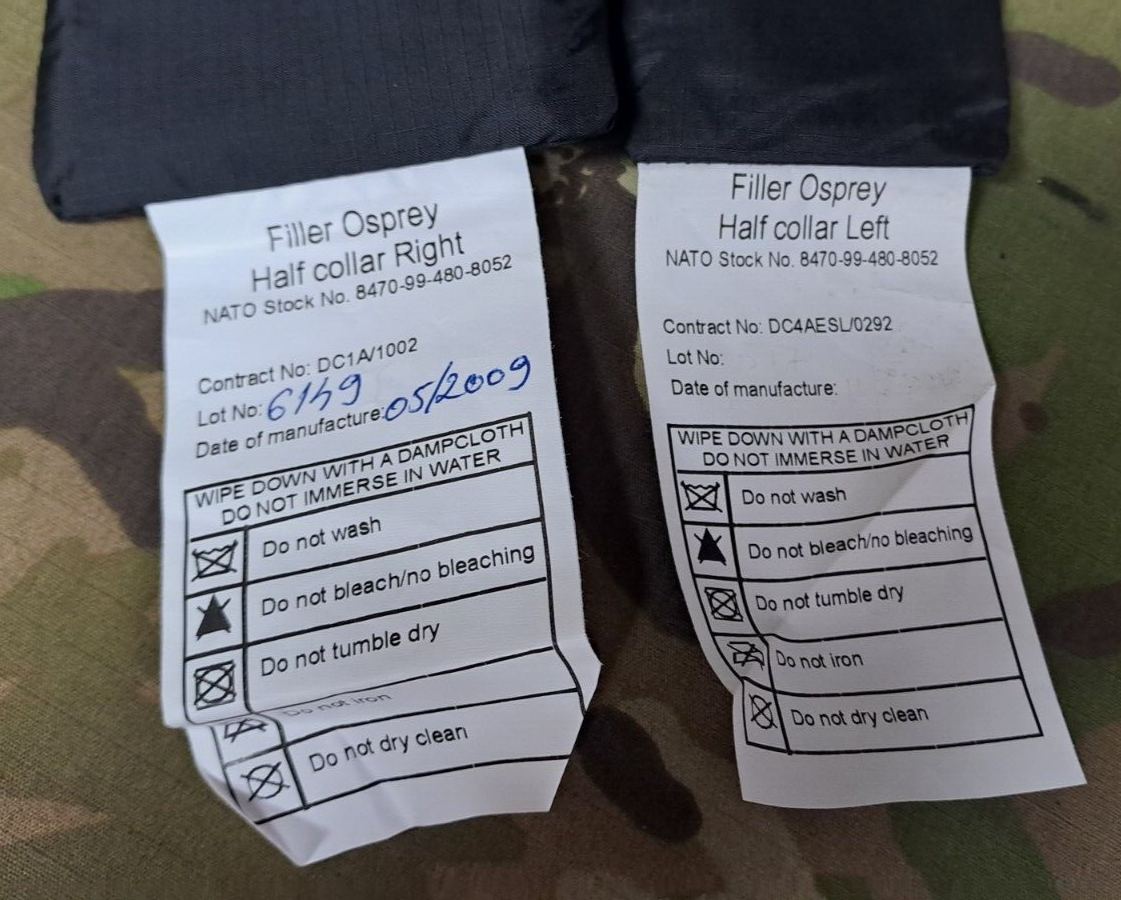 Filler Osprey
Half collar Right
NATO Stock No. 8470-99-480-8052
Contract No: DC1A/1002
Lot No: 6149
Date of manufacture: 05/2009
WIPE DOWN WITH A DAMPCLOTH
DO NOT IMMERSE IN WATER
Do not wash
Do not bleach/no bleaching
Do not tumble dry
Do not iron
Do not dry clean
Filler Osprey
Half collar Left
NATO Stock No. 8470-99-480-8052
Contract No: DC4AESL/0292
Lot No:
Date of manufacture:
WIPE DOWN WITH A DAMPCLOTH
DO NOT IMMERSE IN WATER
Do not wash
Do not bleach/no bleaching
Do not tumble dry
Do not iron
Do not dry clean